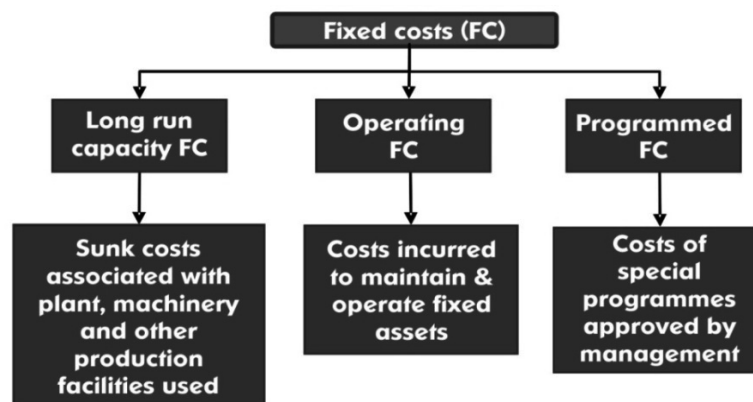 Fixed costs (FC)
Long run
capacity FC
Operating
FC
Programmed
FC
Sunk costs
associated with
plant, machinery
and other
production
facilities used
Costs incurred
to maintain &
operate fixed
assets
Costs of
special
programmes
approved by
management